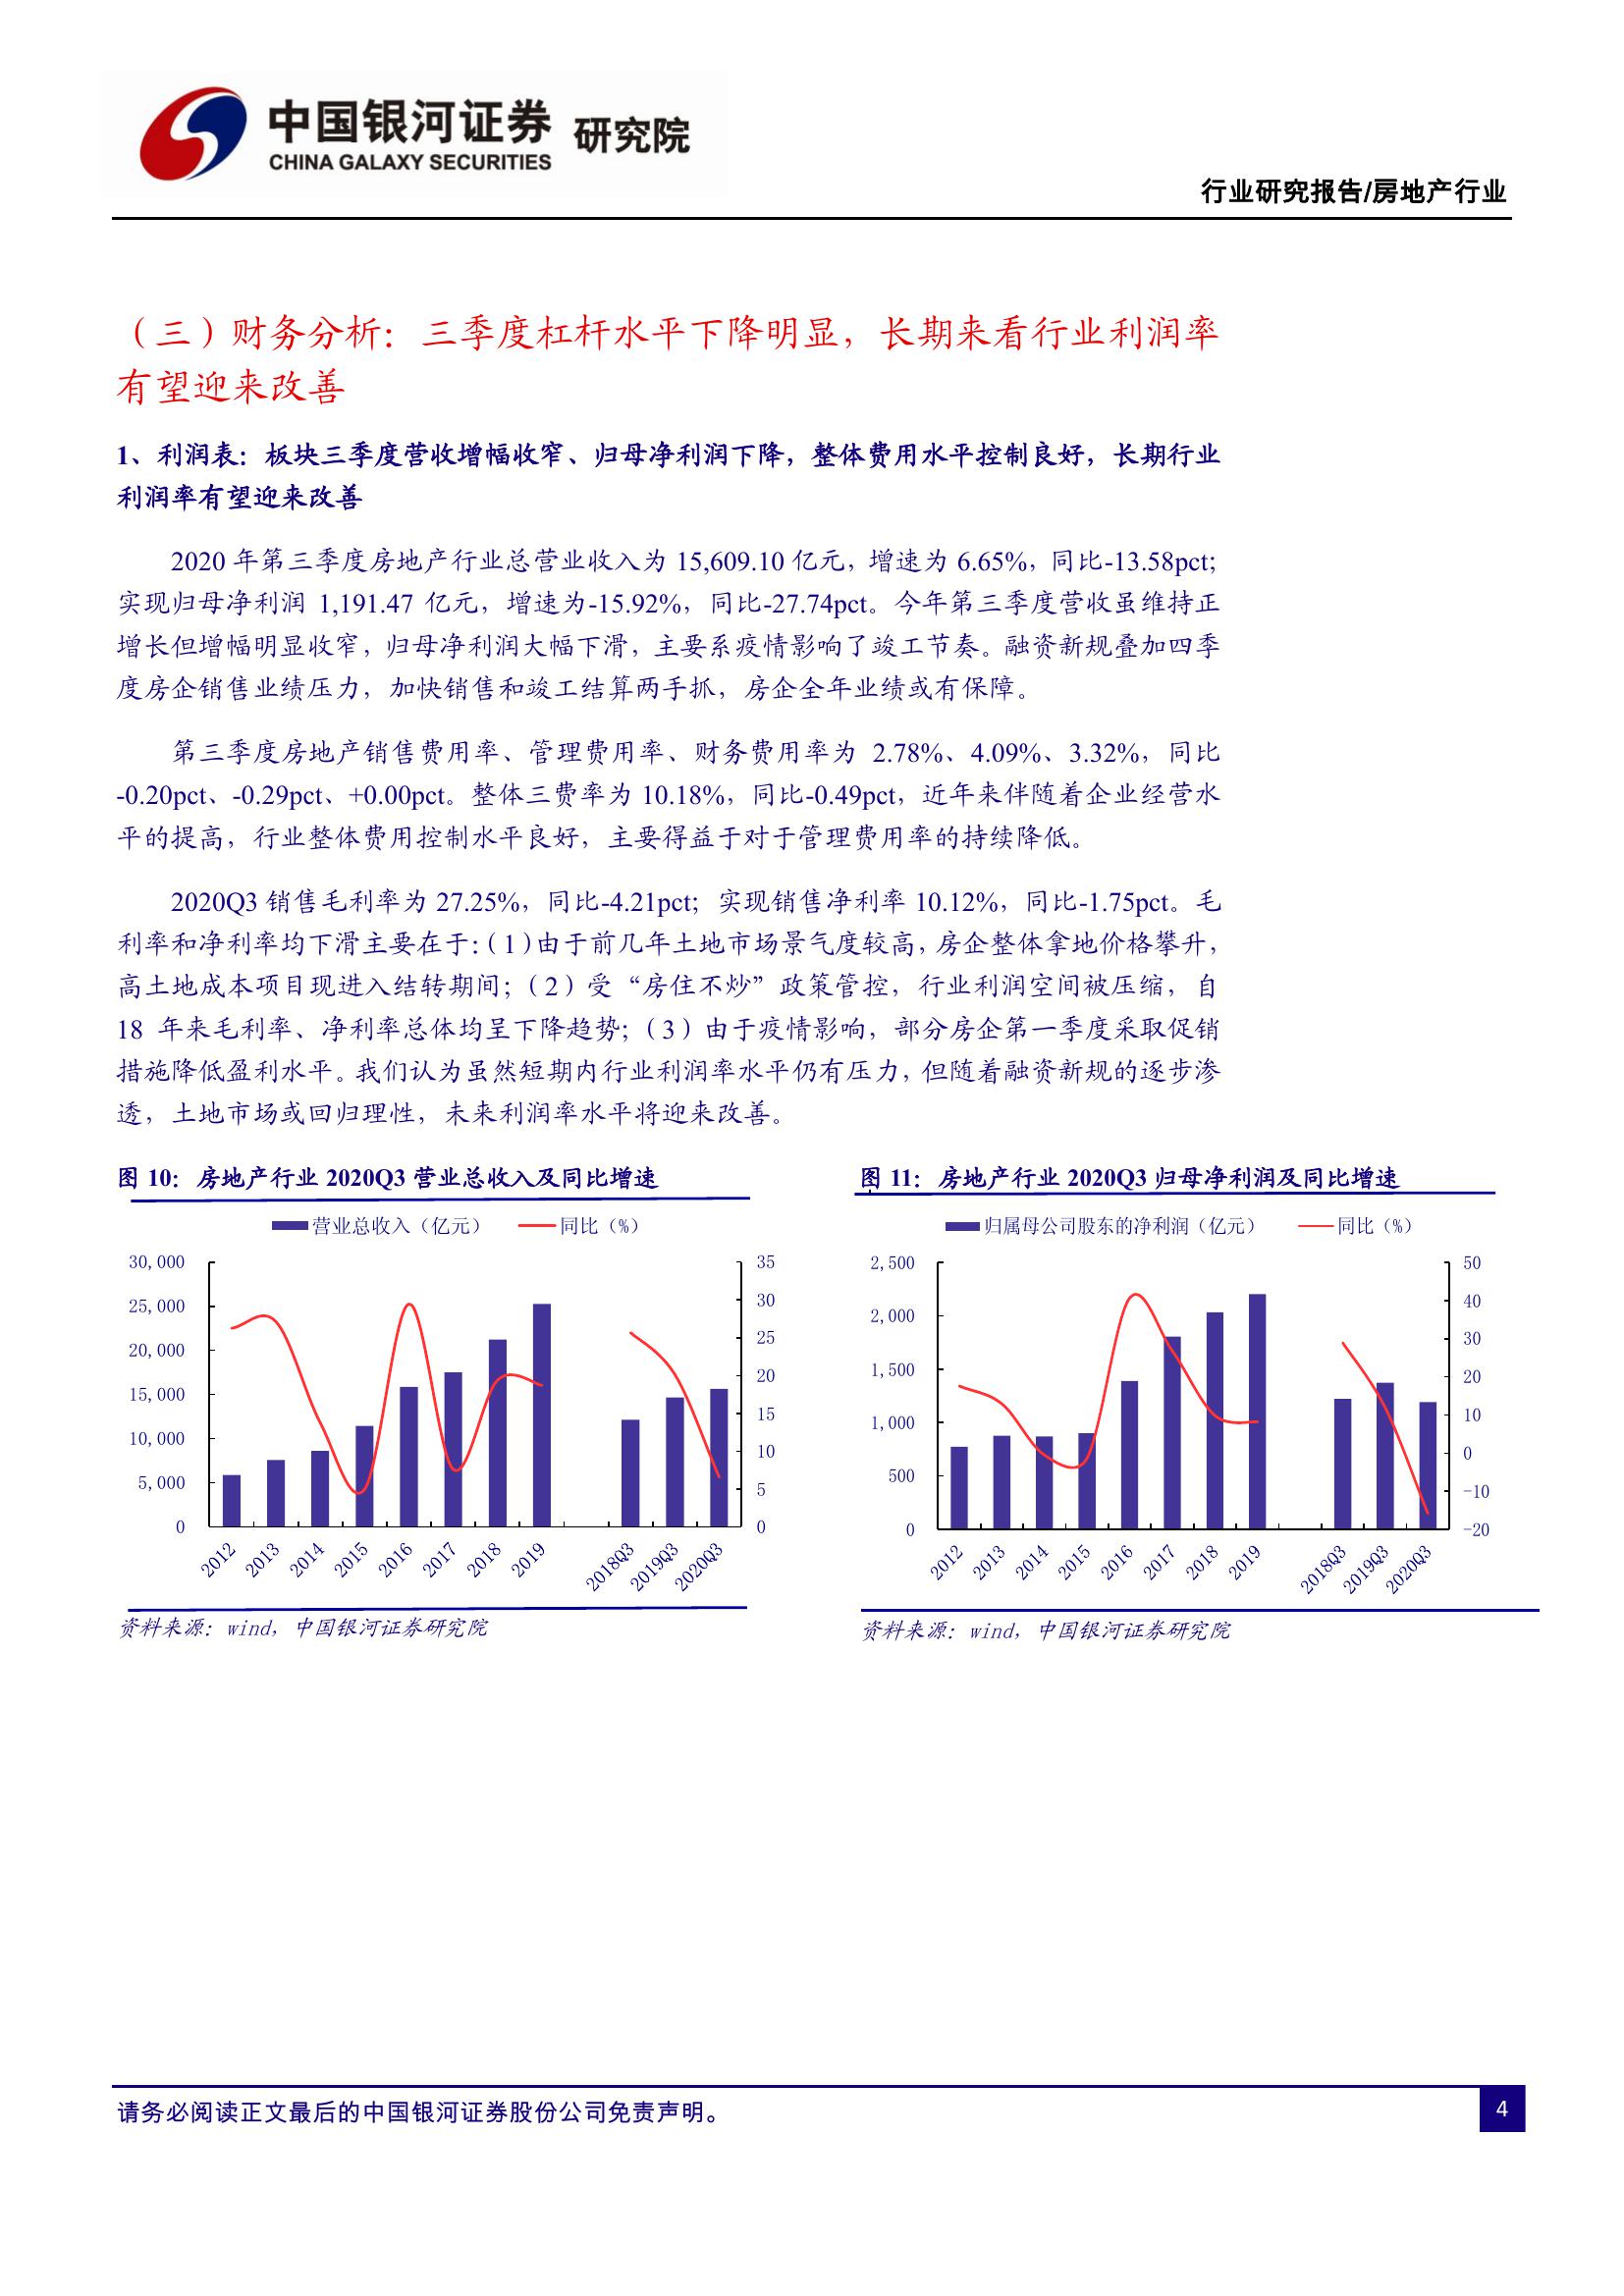 中国银河证券 研究院
CHINA GALAXY SECURITIES
行业研究报告/房地产行业
（三）财务分析：三季度杠杆水平下降明显，长期来看行业利润率
有望迎来改善
1、利润表：板块三季度营收增幅收窄、归母净利润下降，整体费用水平控制良好，长期行业
利润率有望迎来改善
2020 年第三季度房地产行业总营业收入为 15,609.10 亿元，增速为 6.65%，同比-13.58pct；
实现归母净利润 1,191.47 亿元，增速为-15.92%，同比-27.74pct。今年第三季度营收虽维持正
增长但增幅明显收窄，归母净利润大幅下滑，主要系疫情影响了竣工节奏。融资新规叠加四季
度房企销售业绩压力，加快销售和竣工结算两手抓，房企全年业绩或有保障。
第三季度房地产销售费用率、管理费用率、财务费用率为 2.78%、4.09%、3.32%，同比
-0.20pct、-0.29pct、+0.00pct。整体三费率为 10.18%，同比-0.49pct，近年来伴随着企业经营水
平的提高，行业整体费用控制水平良好，主要得益于对于管理费用率的持续降低。
2020Q3 销售毛利率为 27.25%，同比-4.21pct；实现销售净利率 10.12%，同比-1.75pct。毛
利率和净利率均下滑主要在于：（1）由于前几年土地市场景气度较高，房企整体拿地价格攀升，
高土地成本项目现进入结转期间；（2）受“房住不炒”政策管控，行业利润空间被压缩，自
18 年来毛利率、净利率总体均呈下降趋势；（3）由于疫情影响，部分房企第一季度采取促销
措施降低盈利水平。我们认为虽然短期内行业利润率水平仍有压力，但随着融资新规的逐步渗
透，土地市场或回归理性，未来利润率水平将迎来改善。
图 10：房地产行业 2020Q3 营业总收入及同比增速
营业总收入（亿元） 同比（%）
30,000 35
25,000 30
20,000 25
15,000 20
10,000 15
5,000 10
0 5
0
2012 2013 2014 2015 2016 2017 2018 2019 2018Q3 2019Q3 2020Q3
资料来源：wind，中国银河证券研究院
图 11：房地产行业 2020Q3 归母净利润及同比增速
归属母公司股东的净利润（亿元） 同比（%）
2,500 50
2,000 40
1,500 30
1,000 20
500 10
0 0
-10
-20
2012 2013 2014 2015 2016 2017 2018 2019 2018Q3 2019Q3 2020Q3
资料来源：wind，中国银河证券研究院
请务必阅读正文最后的中国银河证券股份公司免责声明。
4